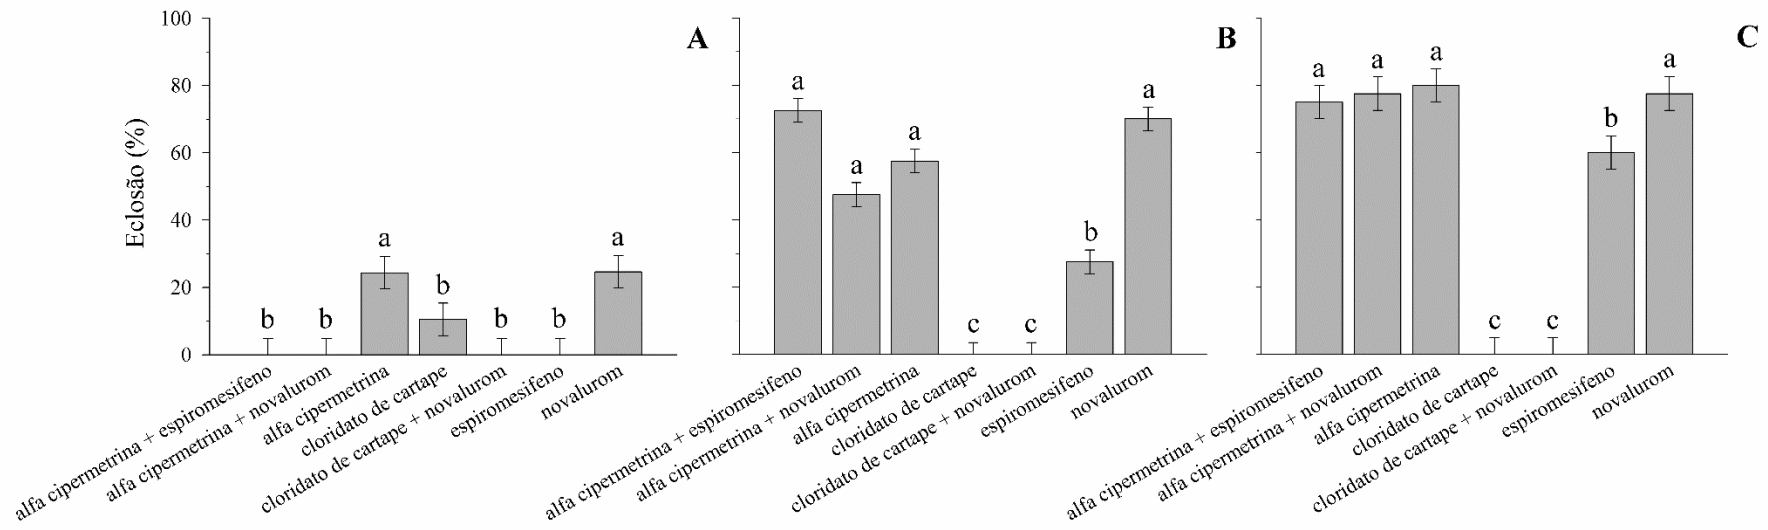 Eclosão (%)
100
80
60
40
20
0
A
b
b
a
b
b
b
a
alfa cipermetrina + espiromesifeno
alfa cipermetrina + novalurom
alfa cipermetrina
cloridato de cartape
cloridato de cartape + novalurom
espiromesifeno
novalurom
B
a
a
a
c
c
b
a
alfa cipermetrina + espiromesifeno
alfa cipermetrina + novalurom
alfa cipermetrina
cloridato de cartape
cloridato de cartape + novalurom
espiromesifeno
novalurom
C
a
a
a
c
c
b
a
alfa cipermetrina + espiromesifeno
alfa cipermetrina + novalurom
alfa cipermetrina
cloridato de cartape
cloridato de cartape + novalurom
espiromesifeno
novalurom